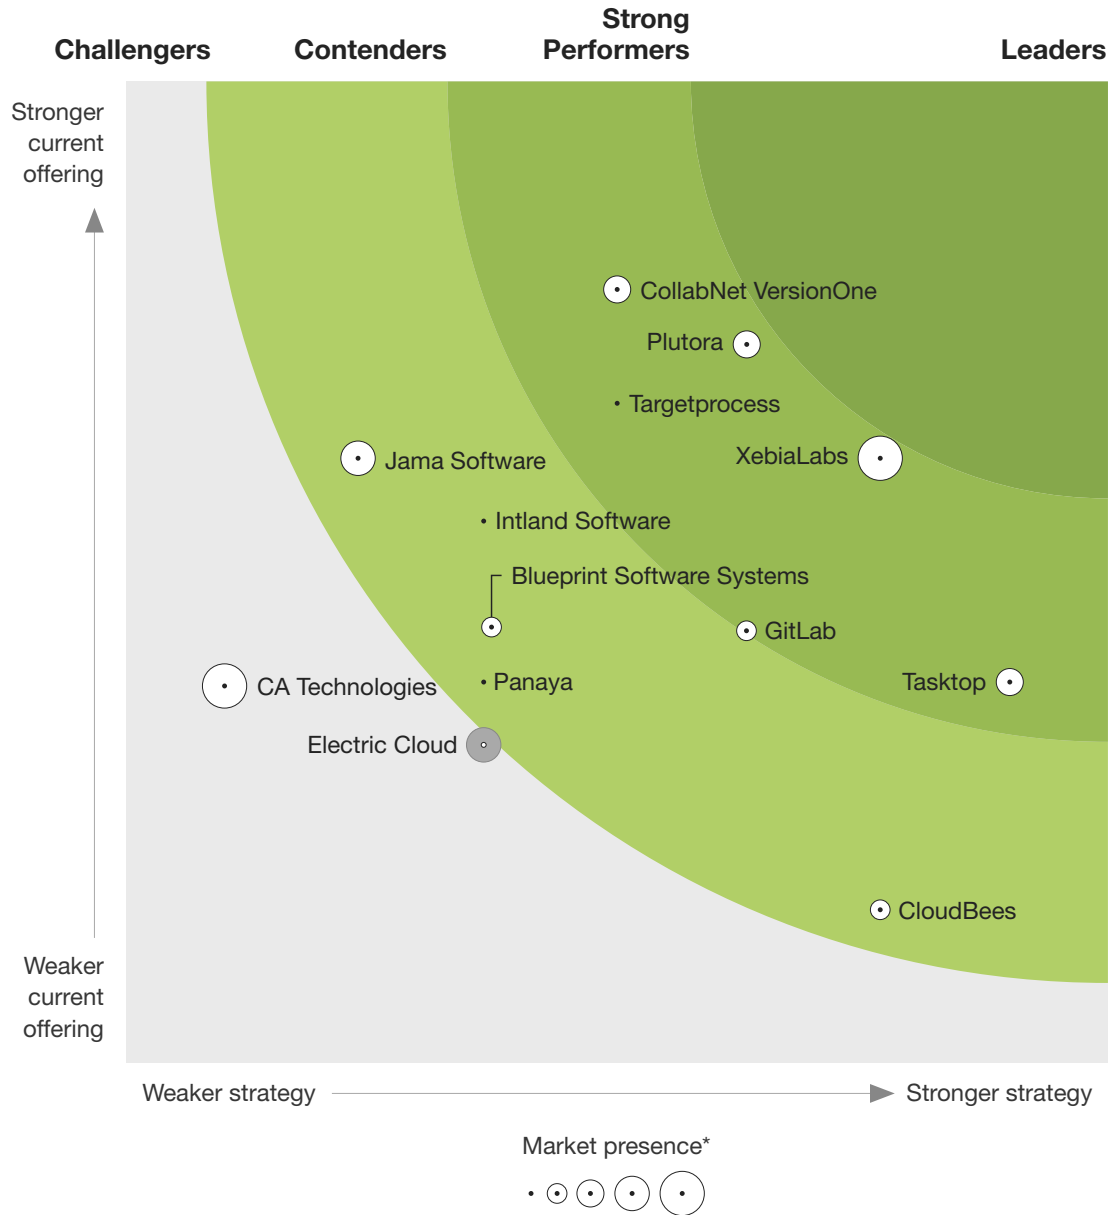 Challengers
Contenders
Strong
Performers
Leaders
Stronger
current
offering
CollabNet VersionOne
Plutora
Targetprocess
XebiaLabs
Jama Software
Intland Software
Blueprint Software Systems
GitLab
CA Technologies
Panaya
Tasktop
Electric Cloud
CloudBees
Weaker
current
offering
Weaker strategy
Stronger strategy
Market presence*